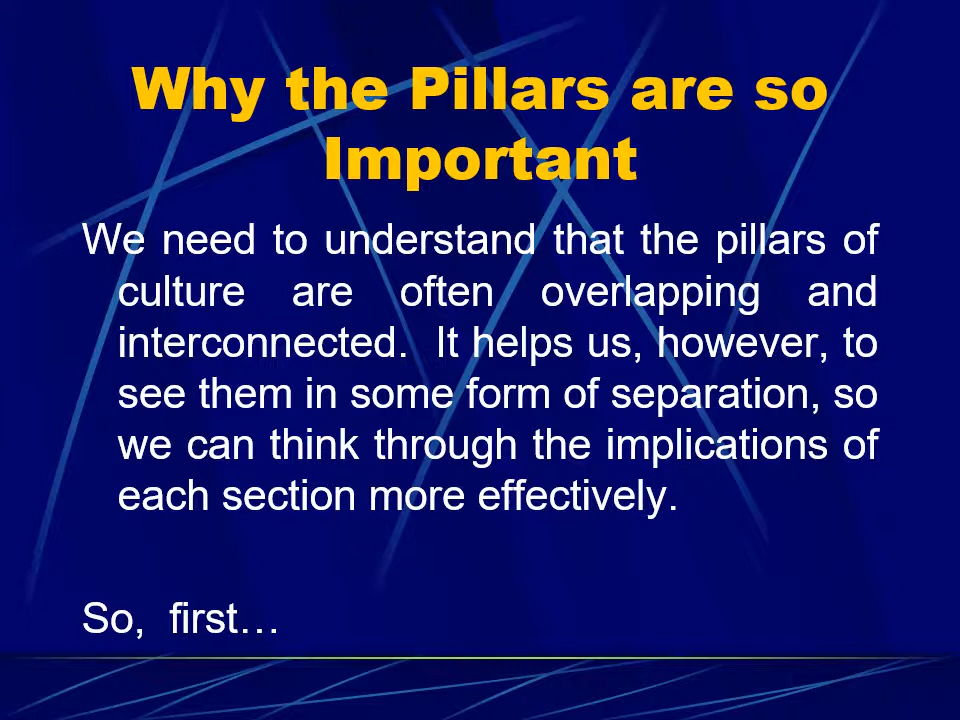 Why the Pillars are so
Important
We need to understand that the pillars of
culture are often overlapping and
interconnected.  It helps us, however, to
see them in some form of separation, so
we can think through the implications of
each section more effectively.
So,  first…